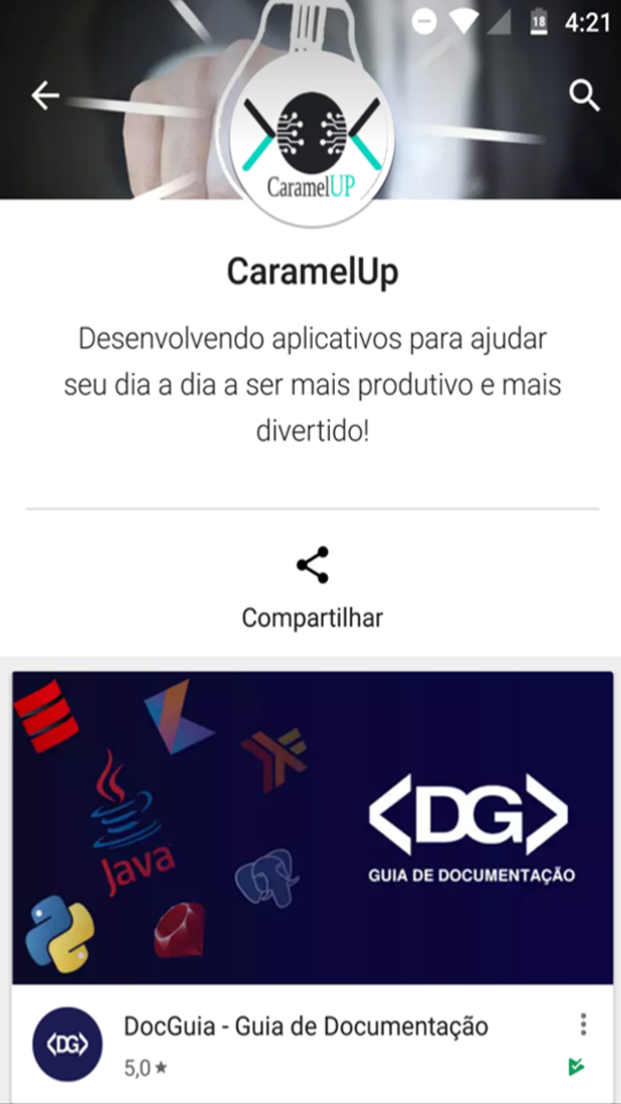 18 4:21
CaramelUP
CaramelUp
Desenvolvendo aplicativos para ajudar
seu dia a dia a ser mais produtivo e mais
divertido!
Compartilhar
<DG>
Java
GUIA DE DOCUMENTAÇÃO
<DG>
DocGuia - Guia de Documentação
5,0★